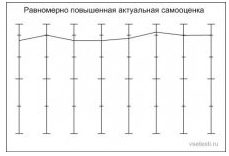 Равномерно повышенная актуальная самооценка
vsetesti.ru